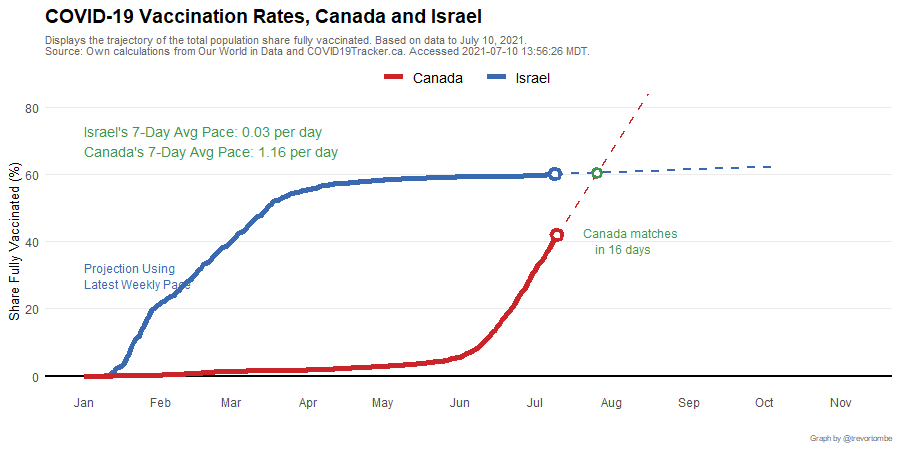 COVID-19 Vaccination Rates, Canada and Israel
Displays the trajectory of the total population share fully vaccinated. Based on data to July 10, 2021.
Source: Own calculations from Our World in Data and COVID19Tracker.ca. Accessed 2021-07-10 13:56:26 MDT.
Canada Israel
Share Fully Vaccinated (%)
80
60
40
20
0
Israel's 7-Day Avg Pace: 0.03 per day
Canada's 7-Day Avg Pace: 1.16 per day
Canada matches
in 16 days
Projection Using
Latest Weekly Pace
Jan Feb Mar Apr May Jun Jul Aug Sep Oct Nov
Graph by @trevortombe